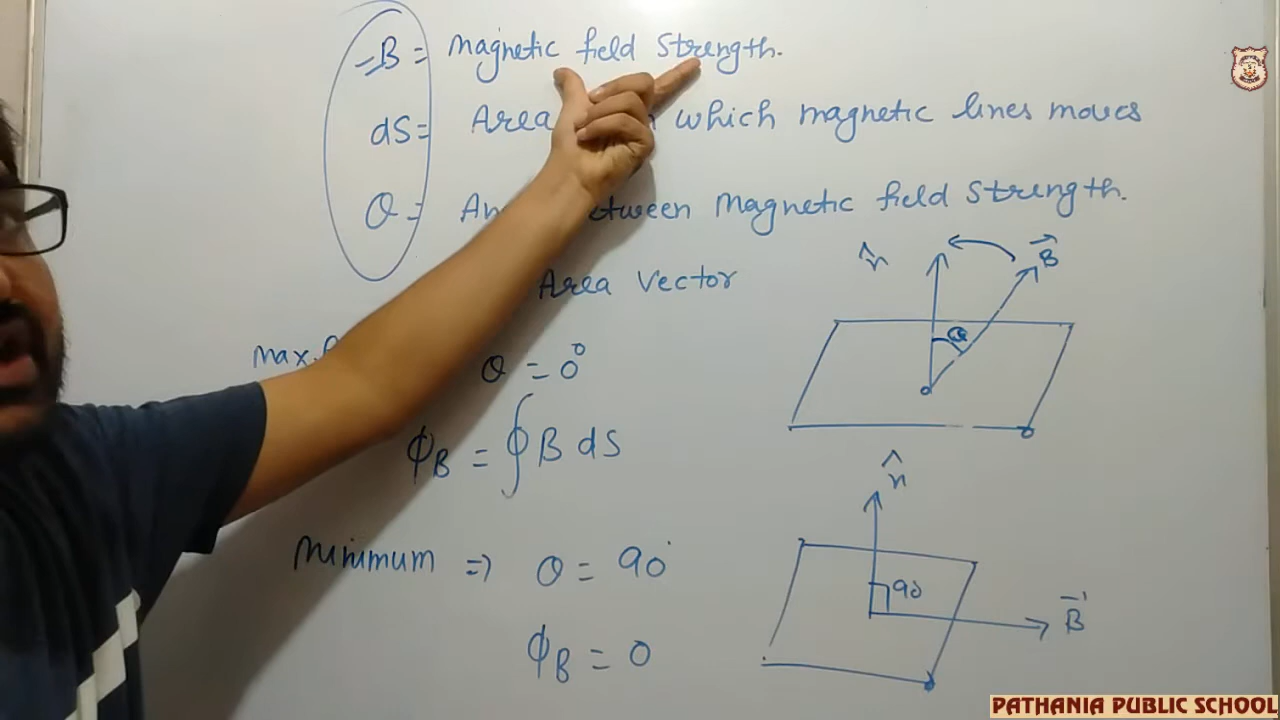 B = Magnetic field Strength.
dS = Area which magnetic lines moves
θ = between Magnetic field Strength.
Area Vector
n̂
B⃗
θ
max.
θ = 0°
ϕB = ∮ B dS
n̂
minimum ⇒ θ = 90°
90
B⃗
ϕB = 0
PATHANIA PUBLIC SCHOOL